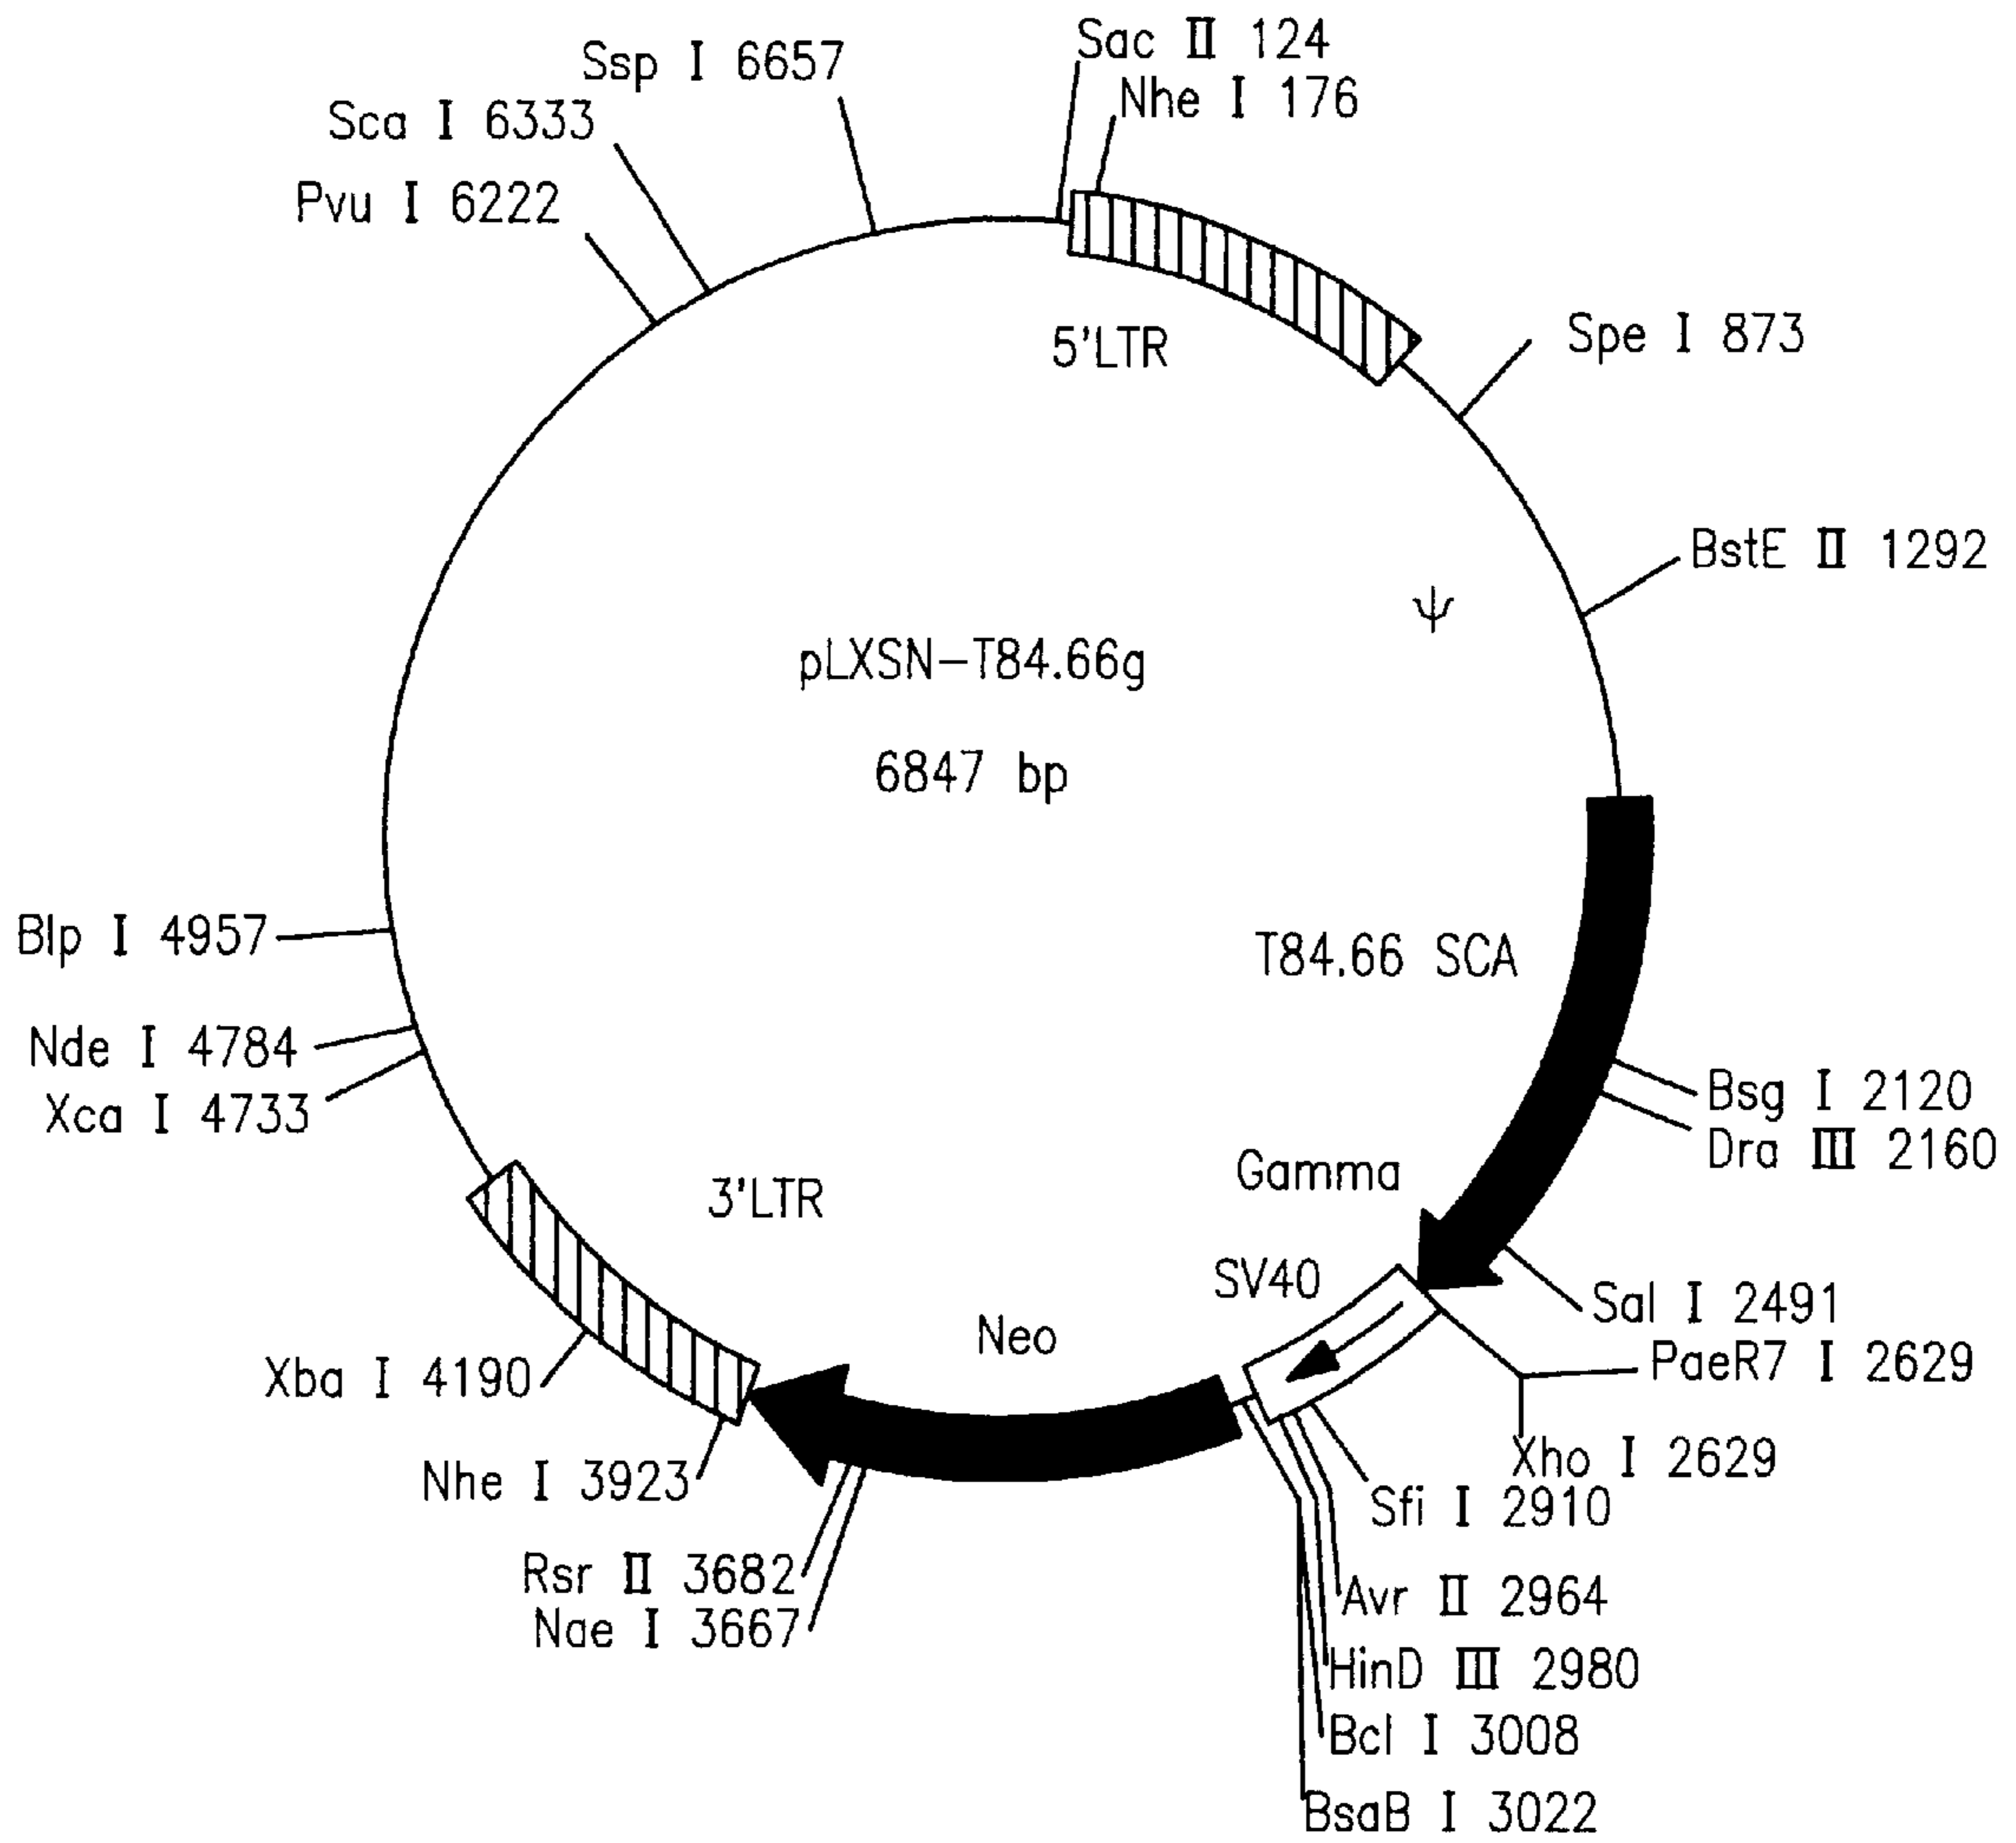 Sac II 124
Nhe I 176
Ssp I 6657
Sca I 6333
Pvu I 6222
5'LTR
Spe I 873
BstE II 1292
ψ
pLXSN-T84.66g
6847 bp
T84.66 SCA
Blp I 4957
Nde I 4784
Xca I 4733
Bsg I 2120
Dra III 2160
Gamma
3'LTR
SV40
Neo
Sal I 2491
PaeR7 I 2629
Xho I 2629
Xba I 4190
Nhe I 3923
Sfi I 2910
Rsr II 3682
Nae I 3667
Avr II 2964
HinD III 2980
Bcl I 3008
BsaB I 3022